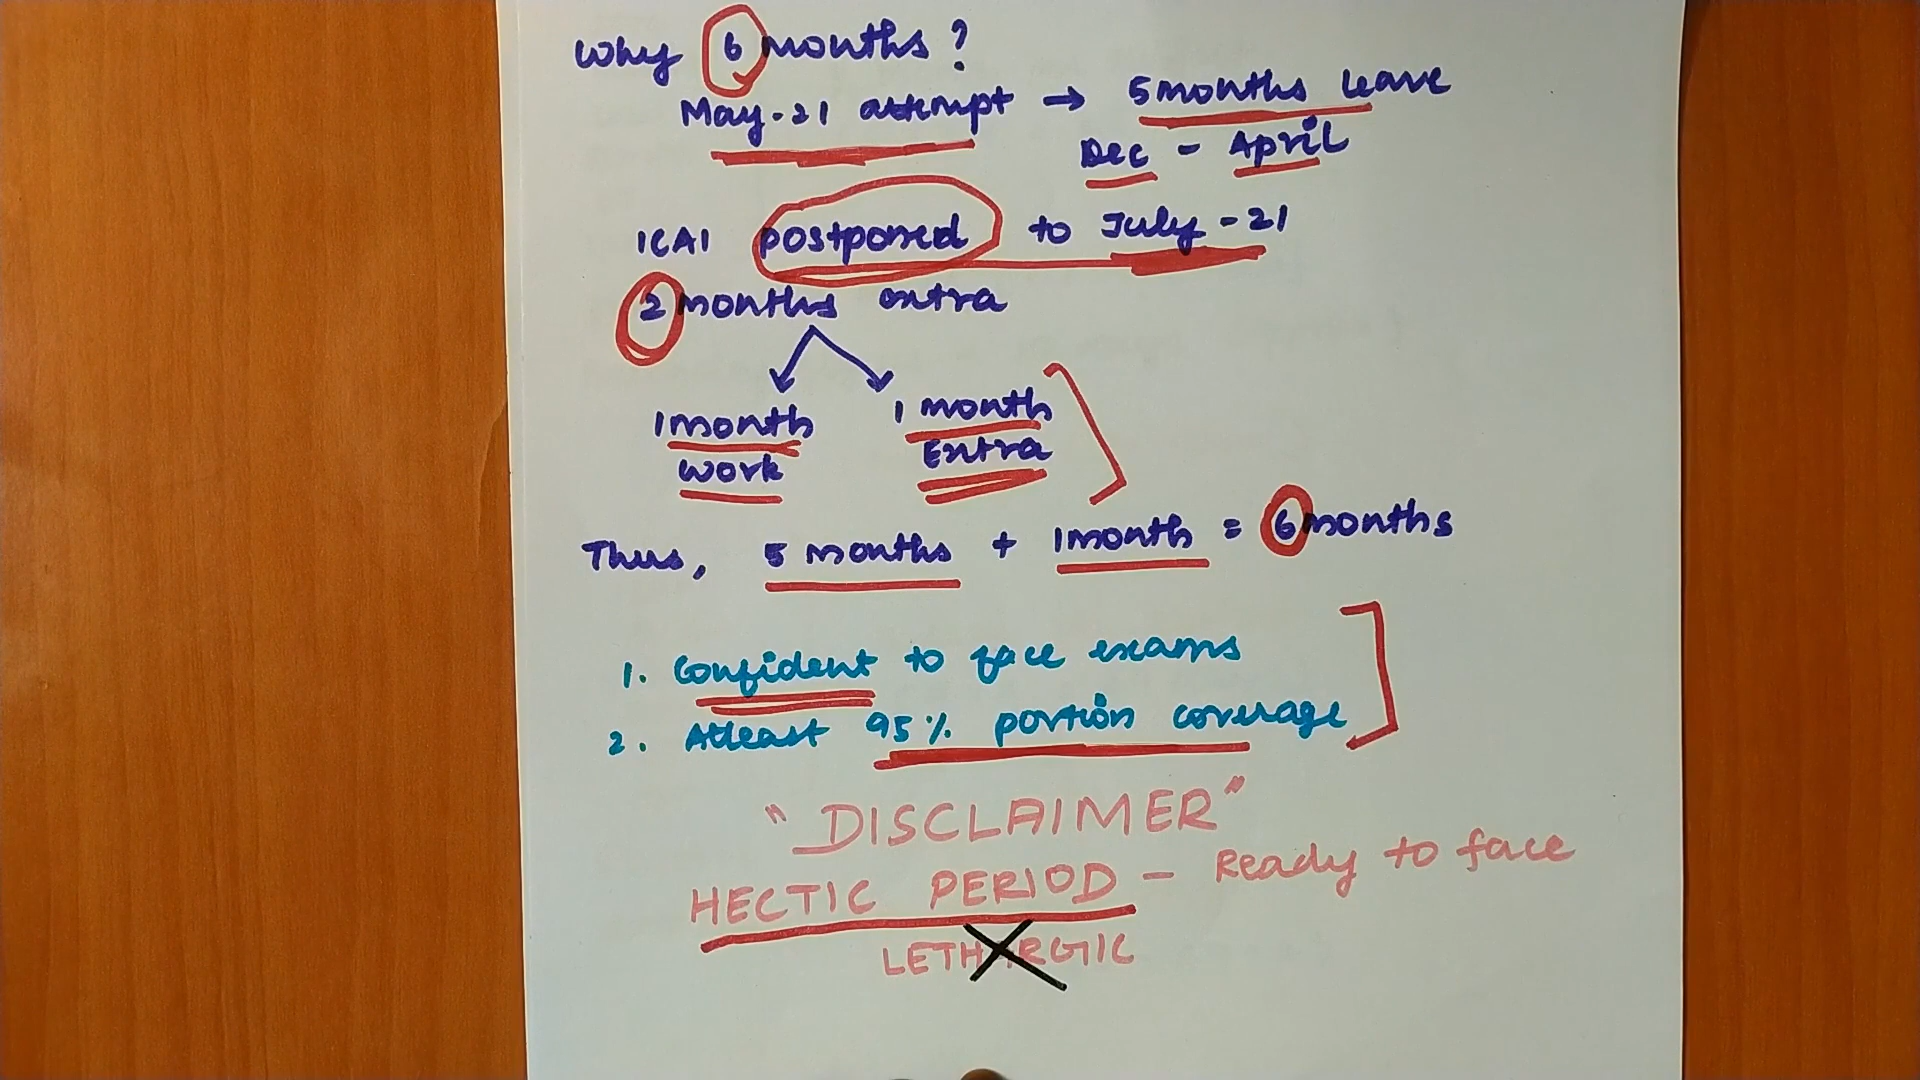 Why 6 months?
May-21 attempt → 5 months leave
Dec - April
ICAI postponed to July-21
2 months extra
1 month work
1 month Extra
Thus, 5 months + 1 month = 6 months
1. Confident to face exams
2. Atleast 95% portion coverage
"DISCLAIMER"
HECTIC PERIOD - Ready to face
LETHARGIC